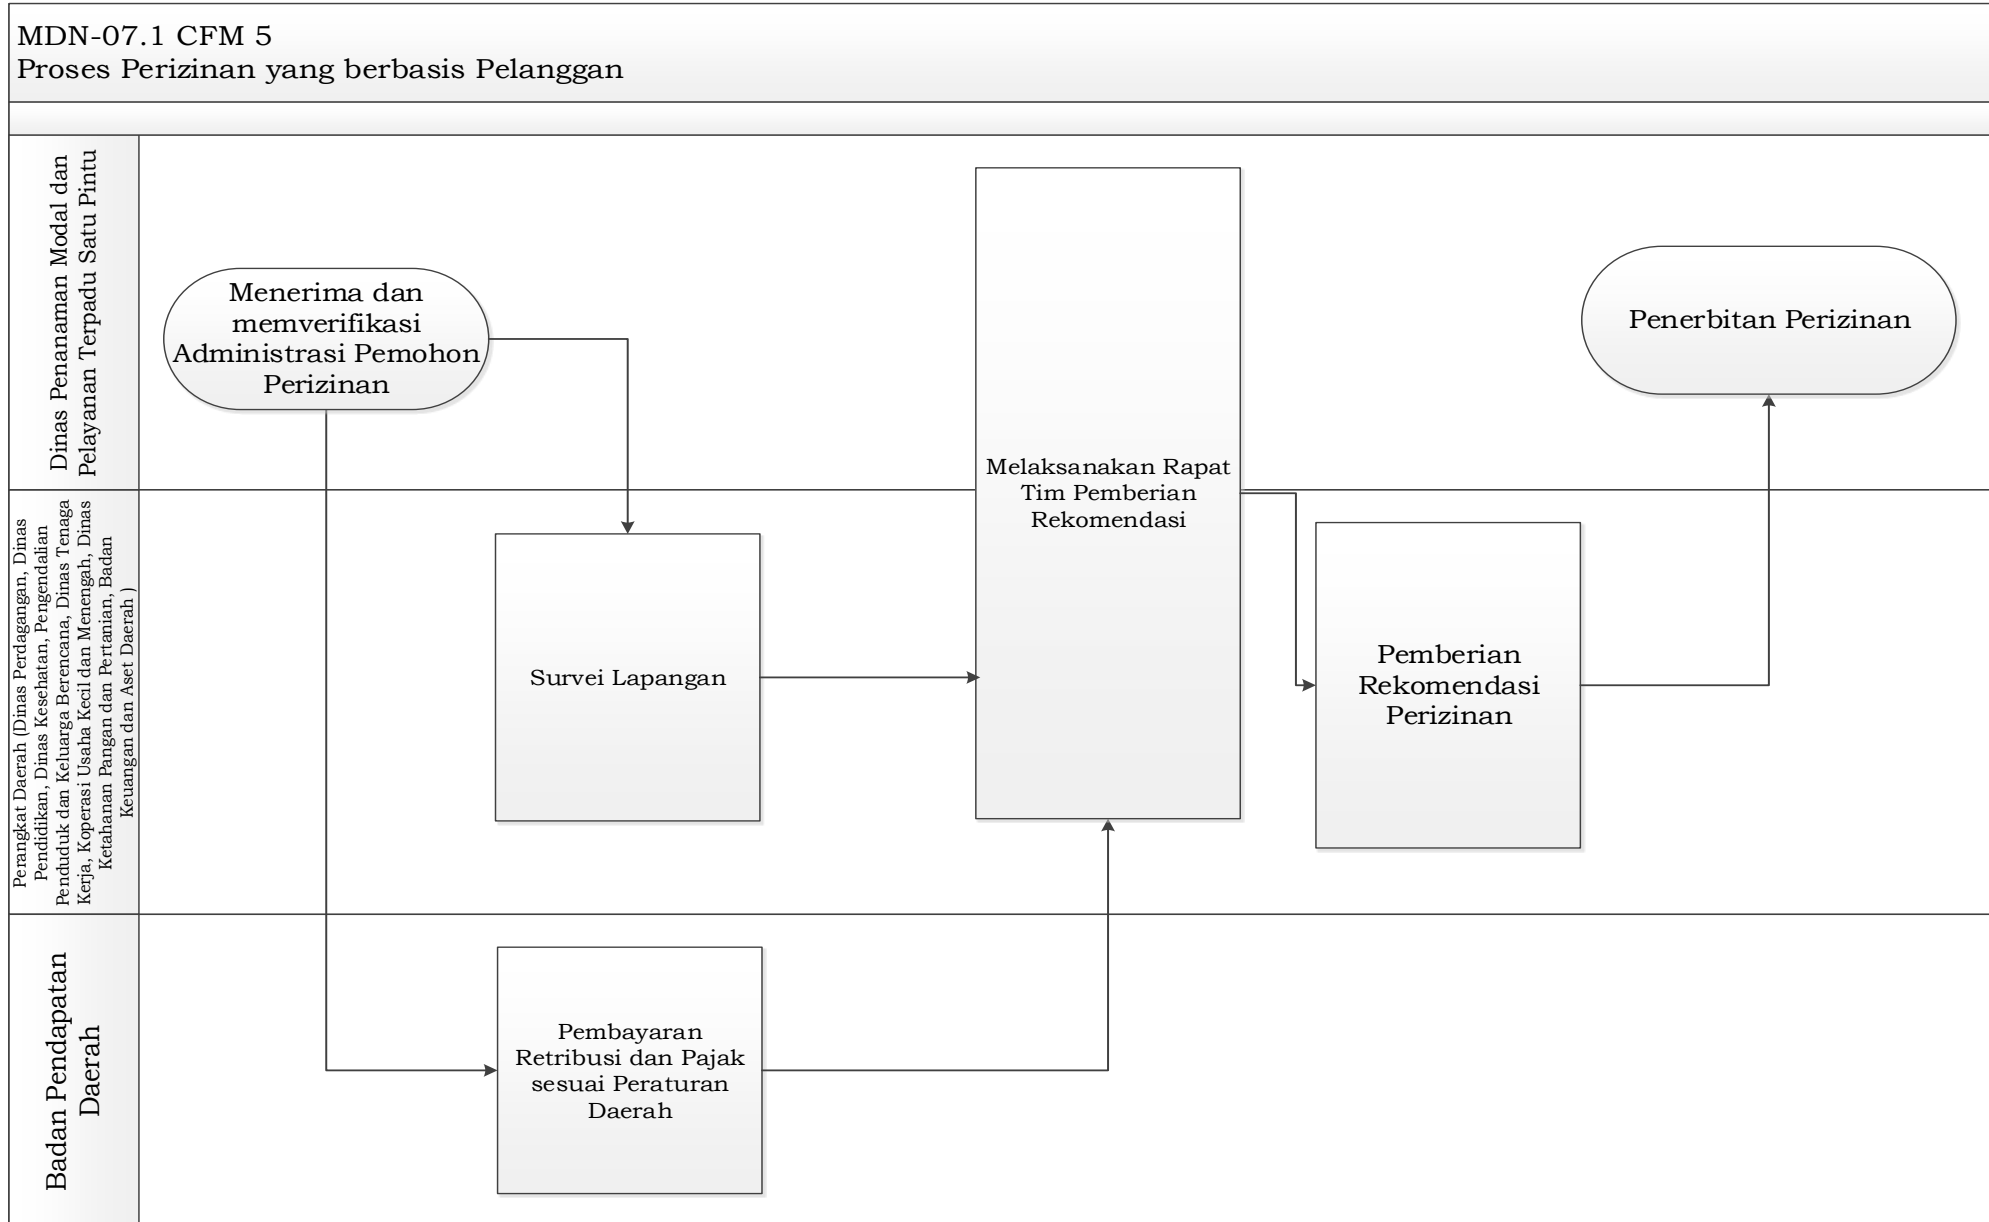 MDN-07.1 CFM 5
Proses Perizinan yang berbasis Pelanggan
Dinas Penanaman Modal dan
Pelayanan Terpadu Satu Pintu
Menerima dan
memverifikasi
Administrasi Pemohon
Perizinan
Melaksanakan Rapat
Tim Pemberian
Rekomendasi
Penerbitan Perizinan
Perangkat Daerah (Dinas Perdagangan, Dinas
Pendidikan, Dinas Kesehatan, Pengendalian
Penduduk dan Keluarga Berencana, Dinas Tenaga
Kerja, Koperasi Usaha Kecil dan Menengah, Dinas
Ketahanan Pangan dan Pertanian, Badan
Keuangan dan Aset Daerah )
Survei Lapangan
Pemberian
Rekomendasi
Perizinan
Badan Pendapatan
Daerah
Pembayaran
Retribusi dan Pajak
sesuai Peraturan
Daerah